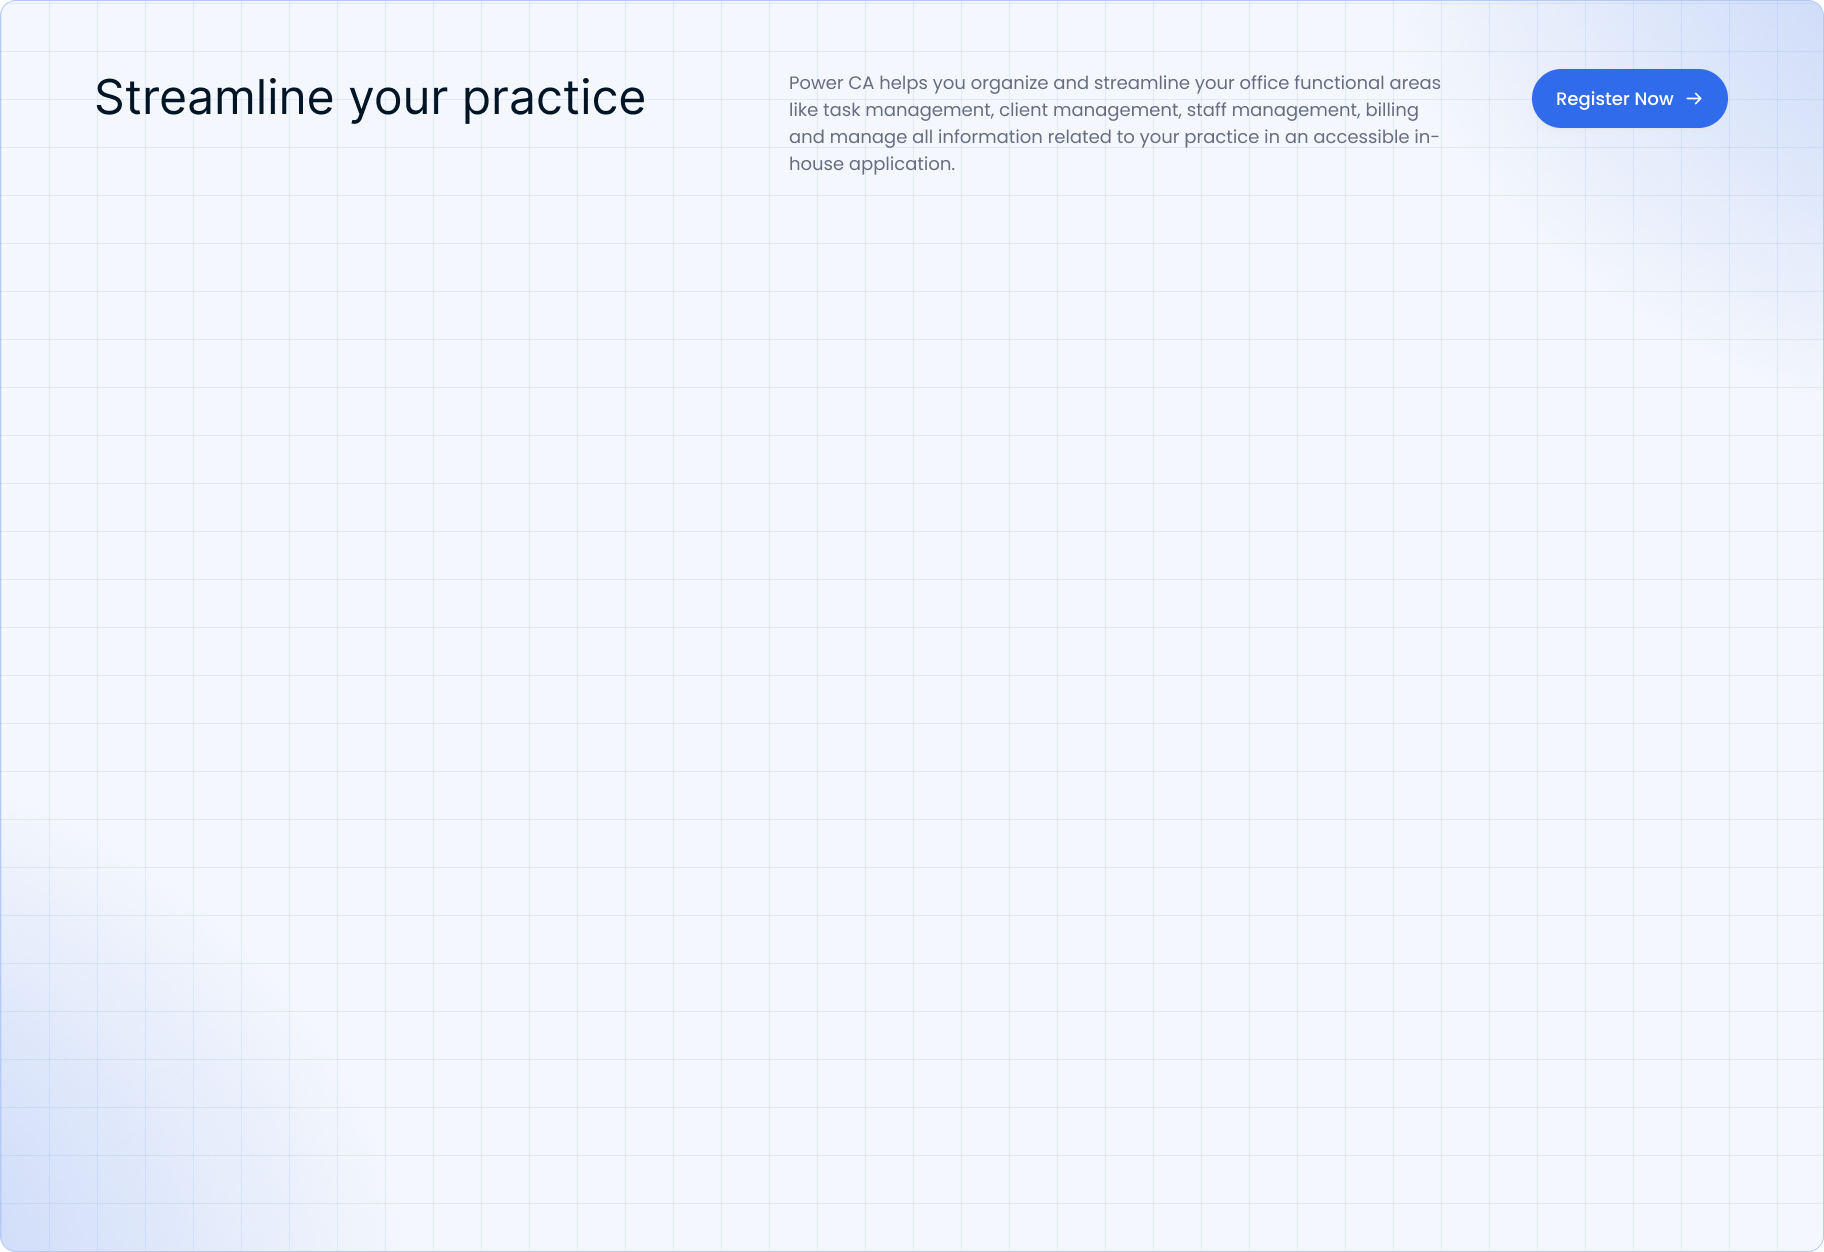 Streamline your practice
Power CA helps you organize and streamline your office functional areas
like task management, client management, staff management, billing
and manage all information related to your practice in an accessible in-
house application.
Register Now